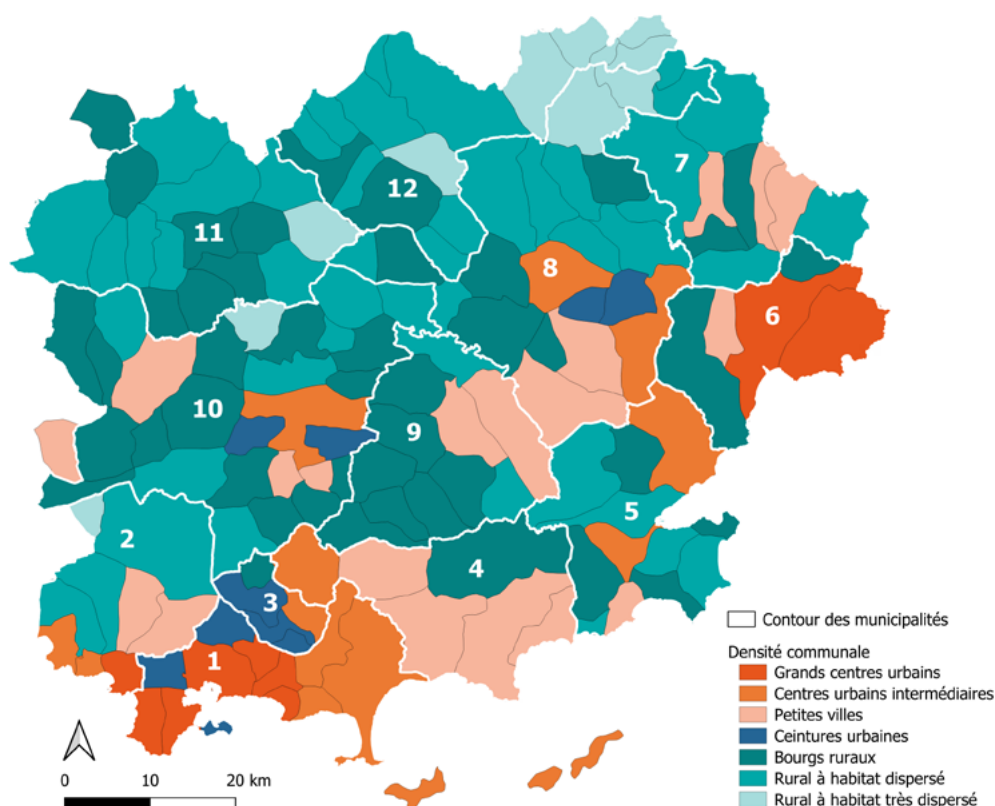 7
12
11
8
6
10
9
5
2
4
3
1
Contour des municipalités
Densité communale
Grands centres urbains
Centres urbains intermédiaires
Petites villes
Ceintures urbaines
Bourgs ruraux
Rural à habitat dispersé
Rural à habitat très dispersé
0 10 20 km